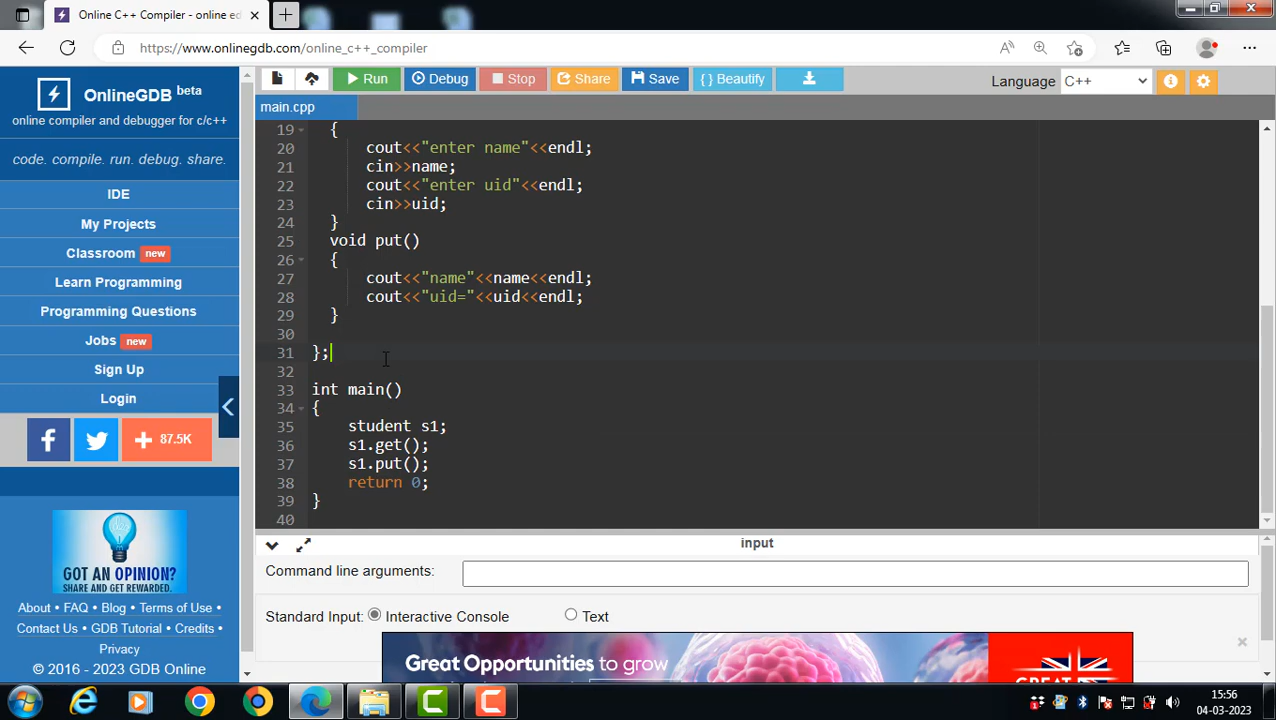 Online C++ Compiler - online ed
https://www.onlinegdb.com/online_c++_compiler
OnlineGDB beta
online compiler and debugger for c/c++
code. compile. run. debug. share.
IDE
My Projects
Classroom new
Learn Programming
Programming Questions
Jobs new
Sign Up
Login
87.5K
GOT AN OPINION?
SHARE AND GET REWARDED.
About • FAQ • Blog • Terms of Use •
Contact Us • GDB Tutorial • Credits •
Privacy
© 2016 - 2023 GDB Online
Run Debug Stop Share Save { } Beautify
Language C++
main.cpp
19 {
20 cout<<"enter name"<<endl;
21 cin>>name;
22 cout<<"enter uid"<<endl;
23 cin>>uid;
24 }
25 void put()
26 {
27 cout<<"name"<<name<<endl;
28 cout<<"uid="<<uid<<endl;
29 }
30
31 };
32
33 int main()
34 {
35 student s1;
36 s1.get();
37 s1.put();
38 return 0;
39 }
40
input
Command line arguments:
Standard Input: Interactive Console Text
Great Opportunities to grow
GREAT
15:56
04-03-2023